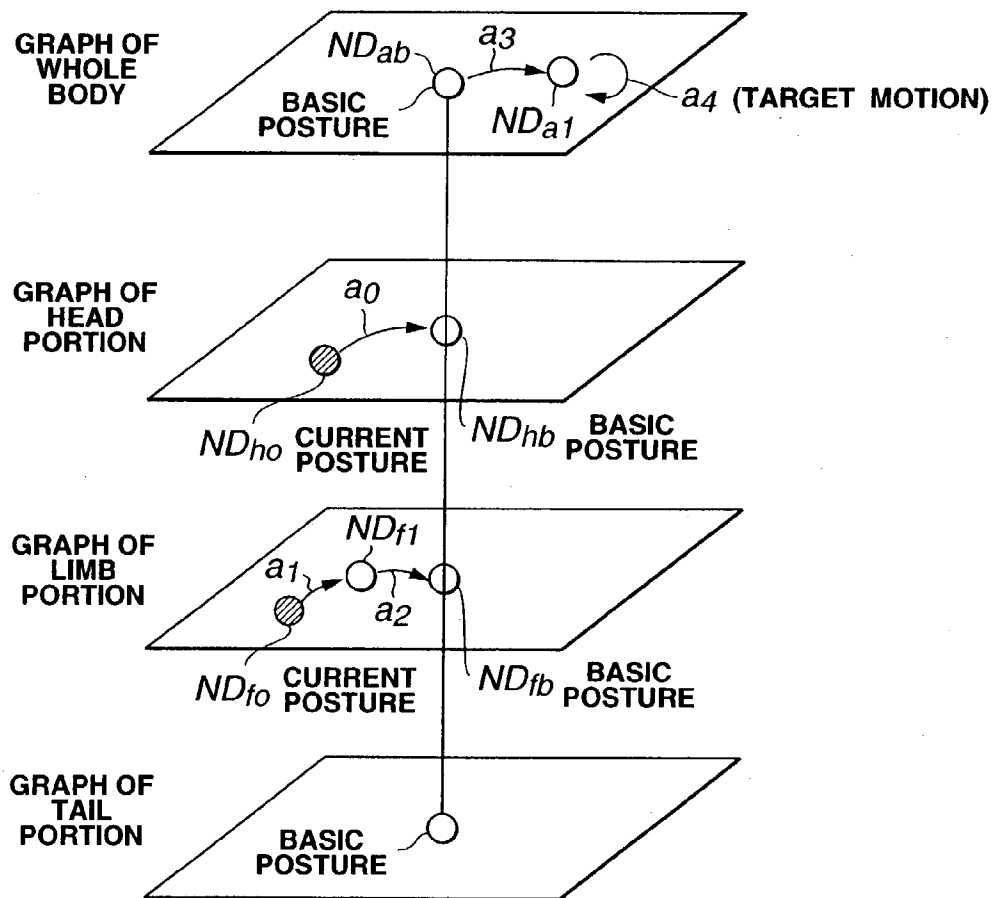 GRAPH OF
WHOLE
BODY
NDab
a3
BASIC
POSTURE
NDa1
a4 (TARGET MOTION)
GRAPH OF
HEAD
PORTION
a0
NDho
CURRENT
POSTURE
NDhb
BASIC
POSTURE
GRAPH OF
LIMB
PORTION
NDf1
a1
a2
NDfo
CURRENT
POSTURE
NDfb
BASIC
POSTURE
GRAPH OF
TAIL
PORTION
BASIC
POSTURE